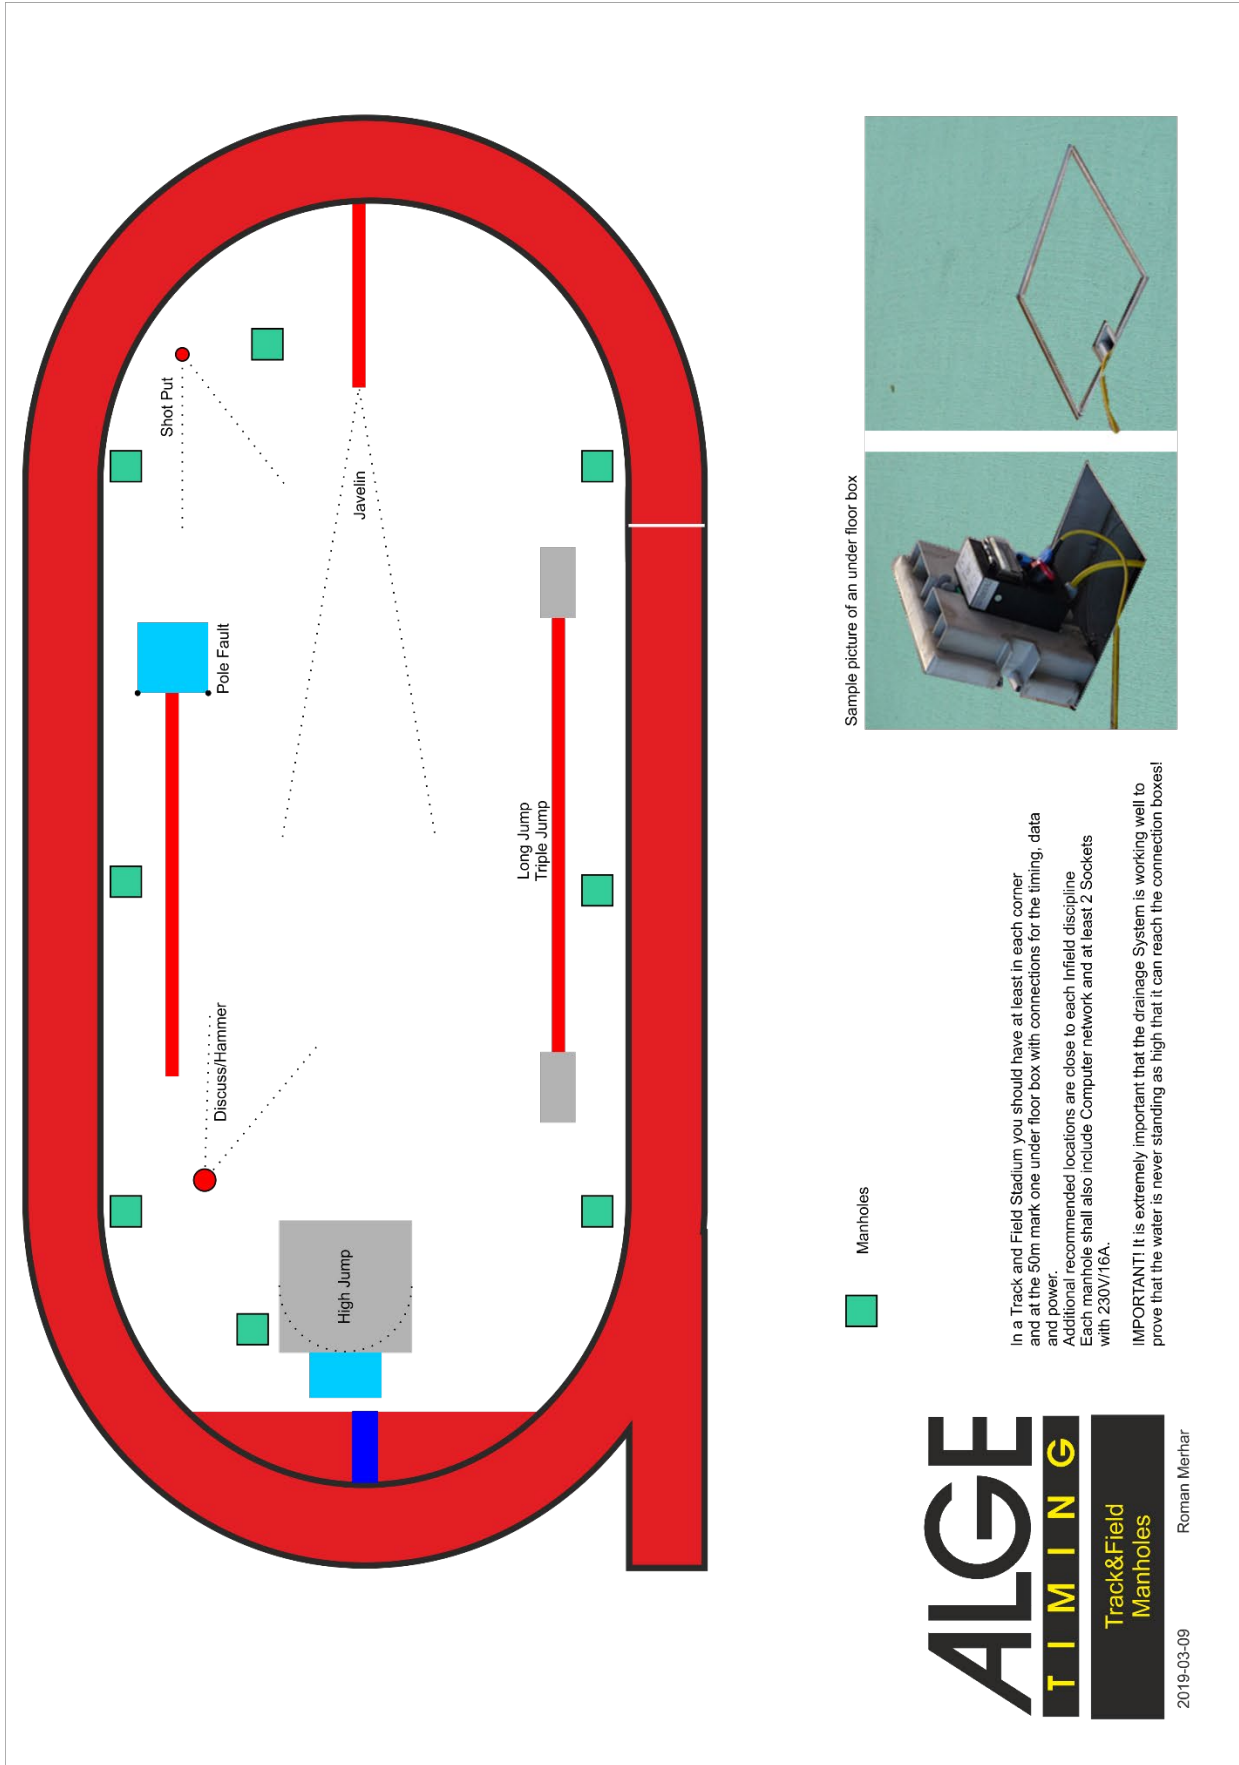 Shot Put
Javelin
Pole Fault
Long Jump
Triple Jump
Discuss/Hammer
High Jump
Sample picture of an under floor box
Manholes
In a Track and Field Stadium you should have at least in each corner
and at the 50m mark one under floor box with connections for the timing, data
and power.
Additional recommended locations are close to each Infield discipline
Each manhole shall also include Computer network and at least 2 Sockets
with 230V/16A.
IMPORTANT! It is extremely important that the drainage System is working well to
prove that the water is never standing as high that it can reach the connection boxes!
ALGE
TIMING
Track&Field
Manholes
2019-03-09
Roman Merhar